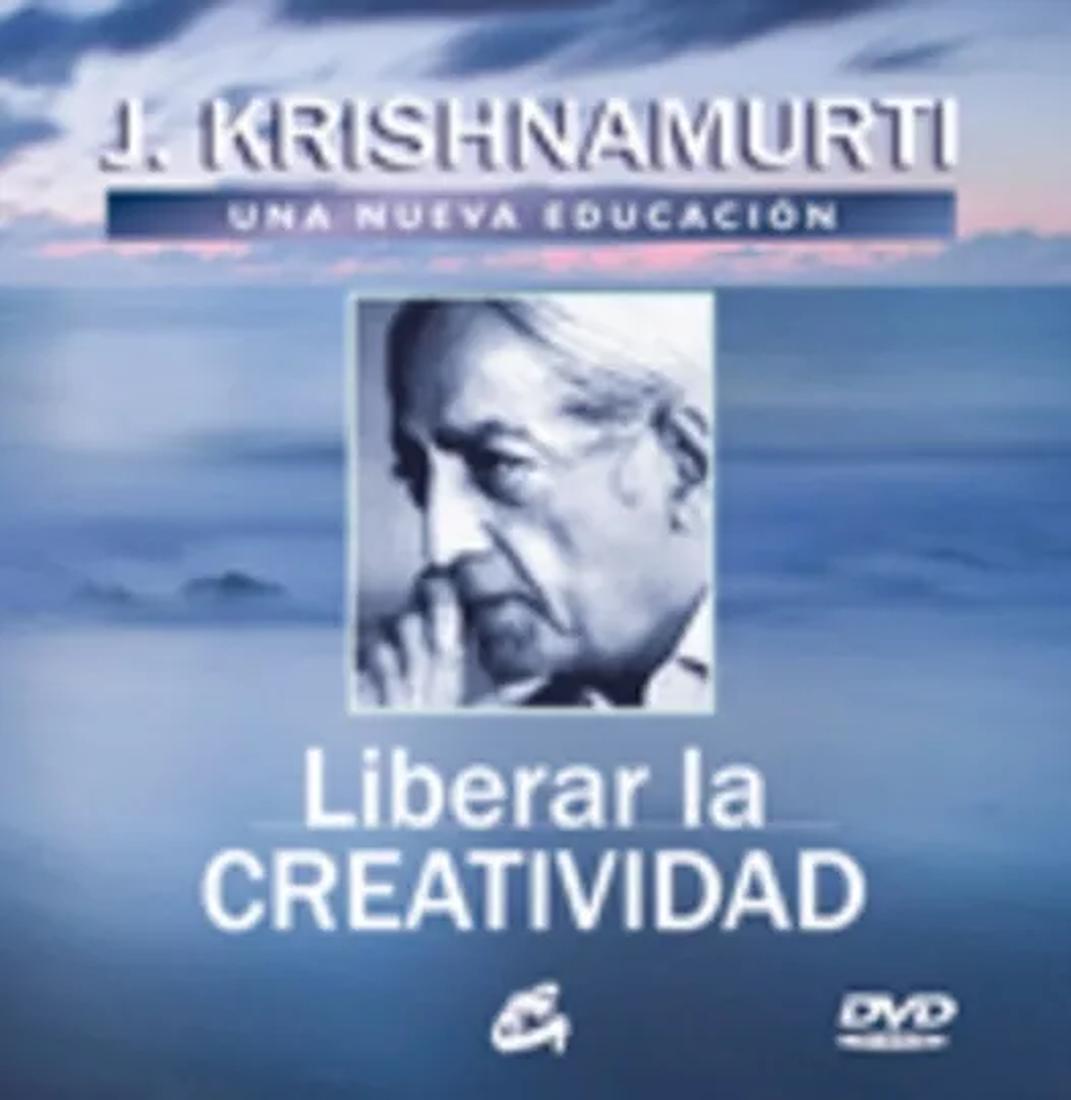 J. KRISHNAMURTI
UNA NUEVA EDUCACIÓN
Liberar la
CREATIVIDAD
DVD